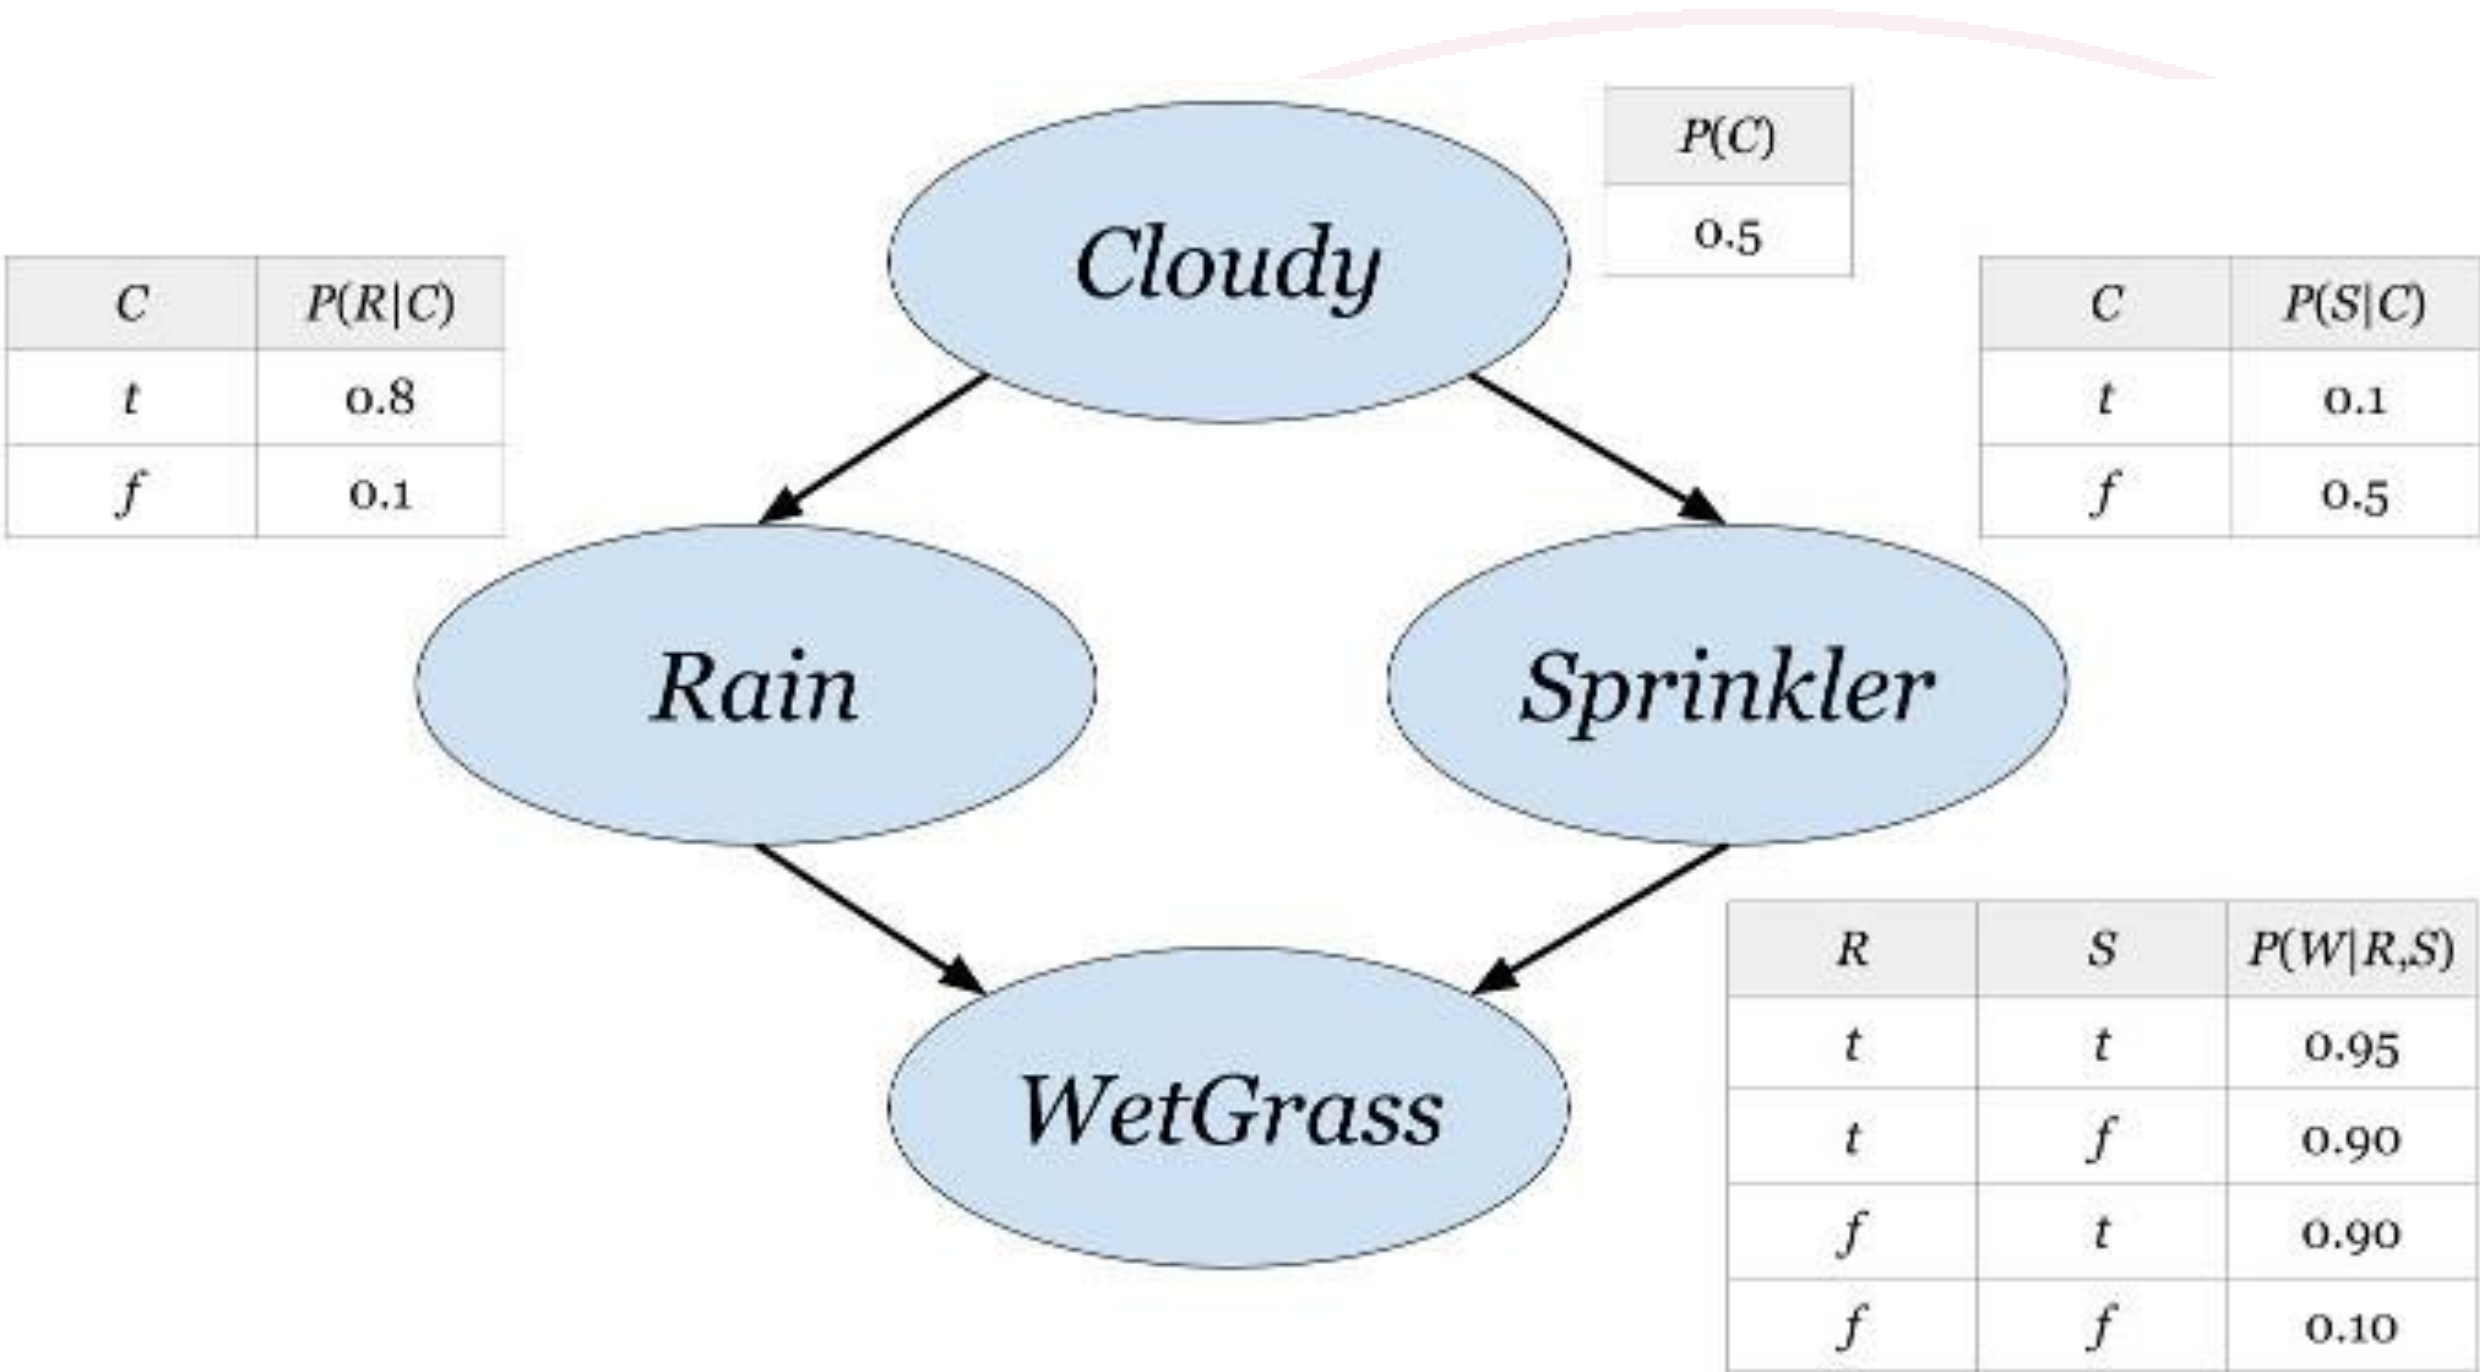 P(C)
0.5
Cloudy
C P(R|C)
t 0.8
f 0.1
C P(S|C)
t 0.1
f 0.5
Rain
Sprinkler
WetGrass
R S P(W|R,S)
t t 0.95
t f 0.90
f t 0.90
f f 0.10